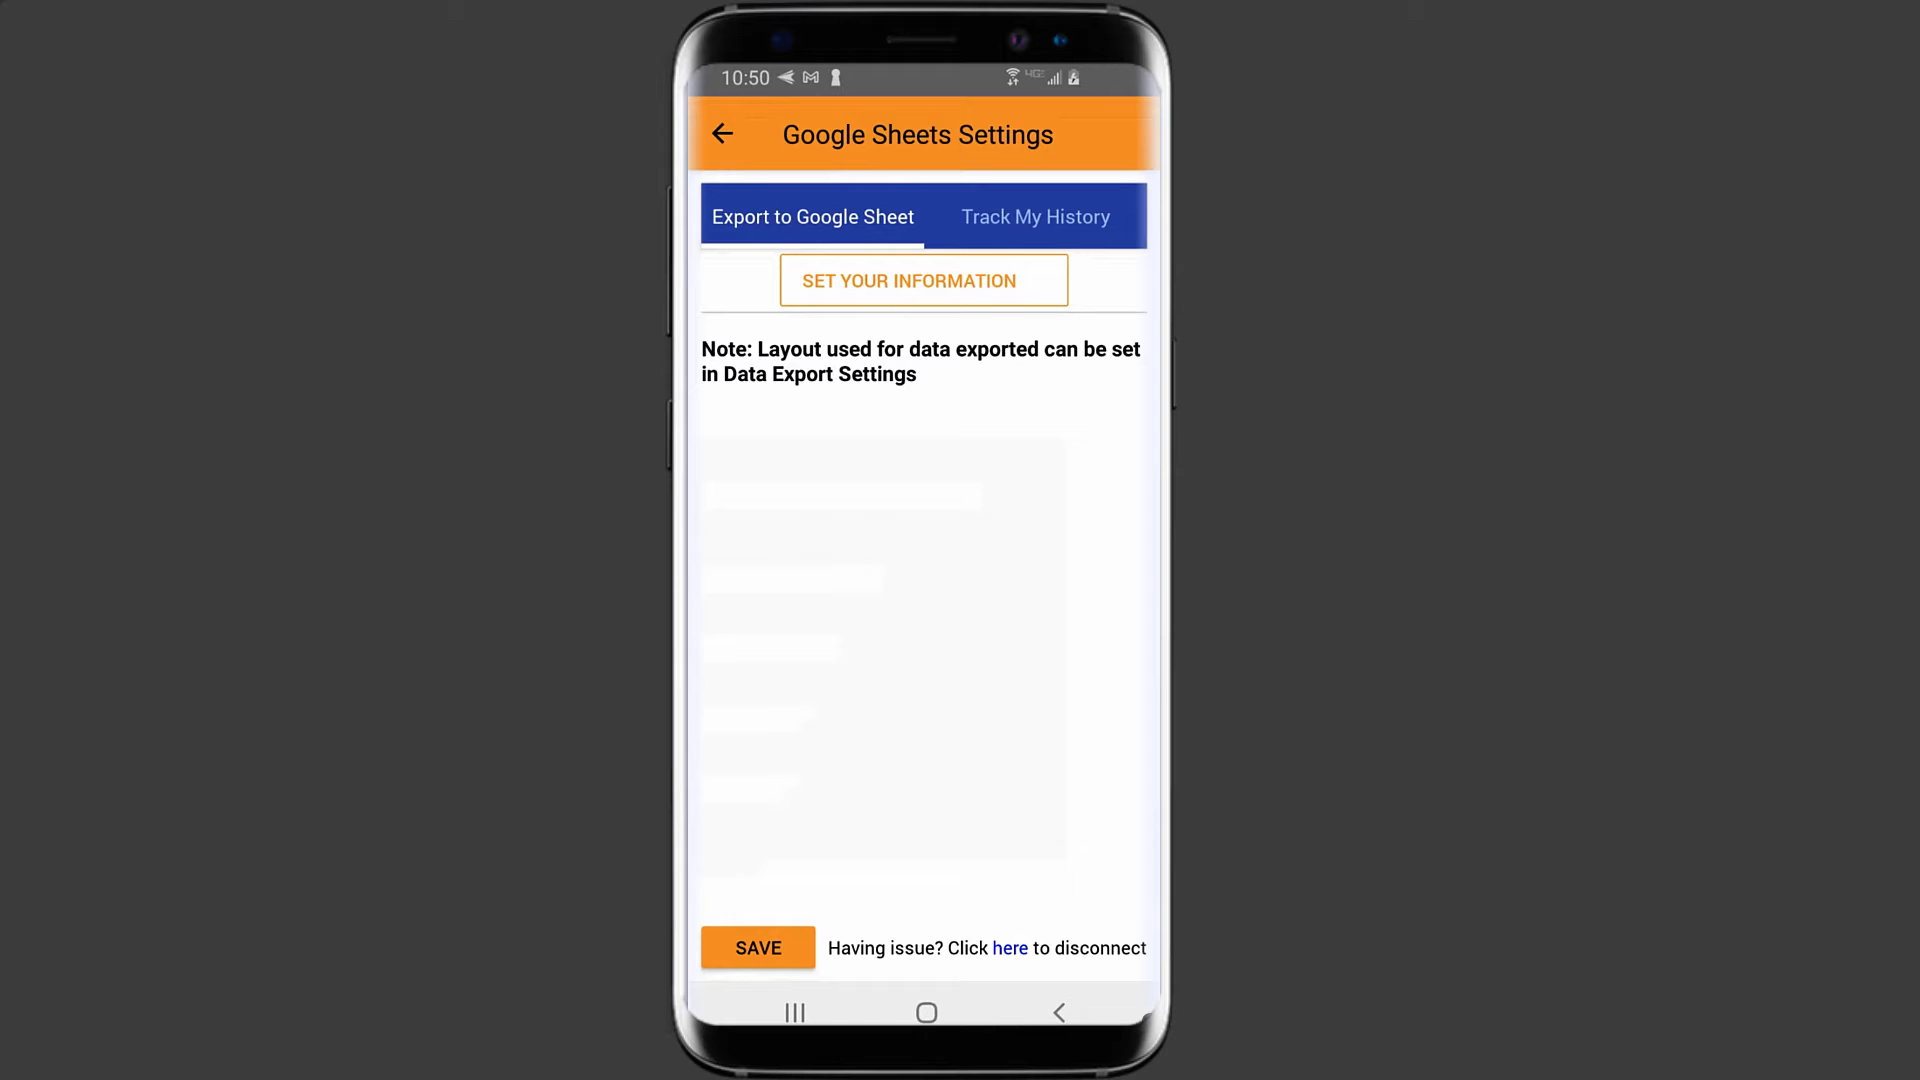 10:50
4GE
Google Sheets Settings
Export to Google Sheet
Track My History
SET YOUR INFORMATION
Note: Layout used for data exported can be set
in Data Export Settings
SAVE
Having issue? Click here to disconnect